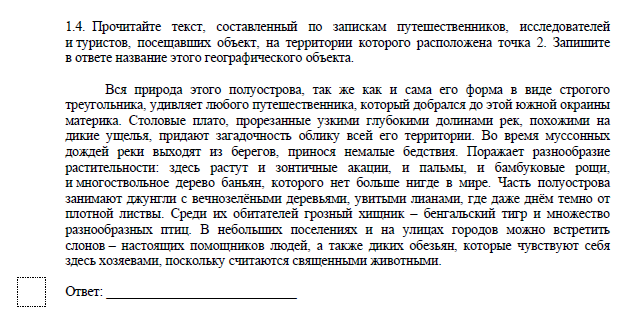 1.4. Прочитайте текст, составленный по запискам путешественников, исследователей
и туристов, посещавших объект, на территории которого расположена точка 2. Запишите
в ответе название этого географического объекта.
Вся природа этого полуострова, так же как и сама его форма в виде строгого
треугольника, удивляет любого путешественника, который добрался до этой южной окраины
материка. Столовые плато, прорезанные узкими глубокими долинами рек, похожими на
дикие ущелья, придают загадочность облику всей его территории. Во время муссонных
дождей реки выходят из берегов, принося немалые бедствия. Поражает разнообразие
растительности: здесь растут и зонтичные акации, и пальмы, и бамбуковые рощи,
и многоствольное дерево баньян, которого нет больше нигде в мире. Часть полуострова
занимают джунгли с вечнозелёными деревьями, увитыми лианами, где даже днём темно от
плотной листвы. Среди их обитателей грозный хищник – бенгальский тигр и множество
разнообразных птиц. В небольших поселениях и на улицах городов можно встретить
слонов – настоящих помощников людей, а также диких обезьян, которые чувствуют себя
здесь хозяевами, поскольку считаются священными животными.
Ответ: ____________________________